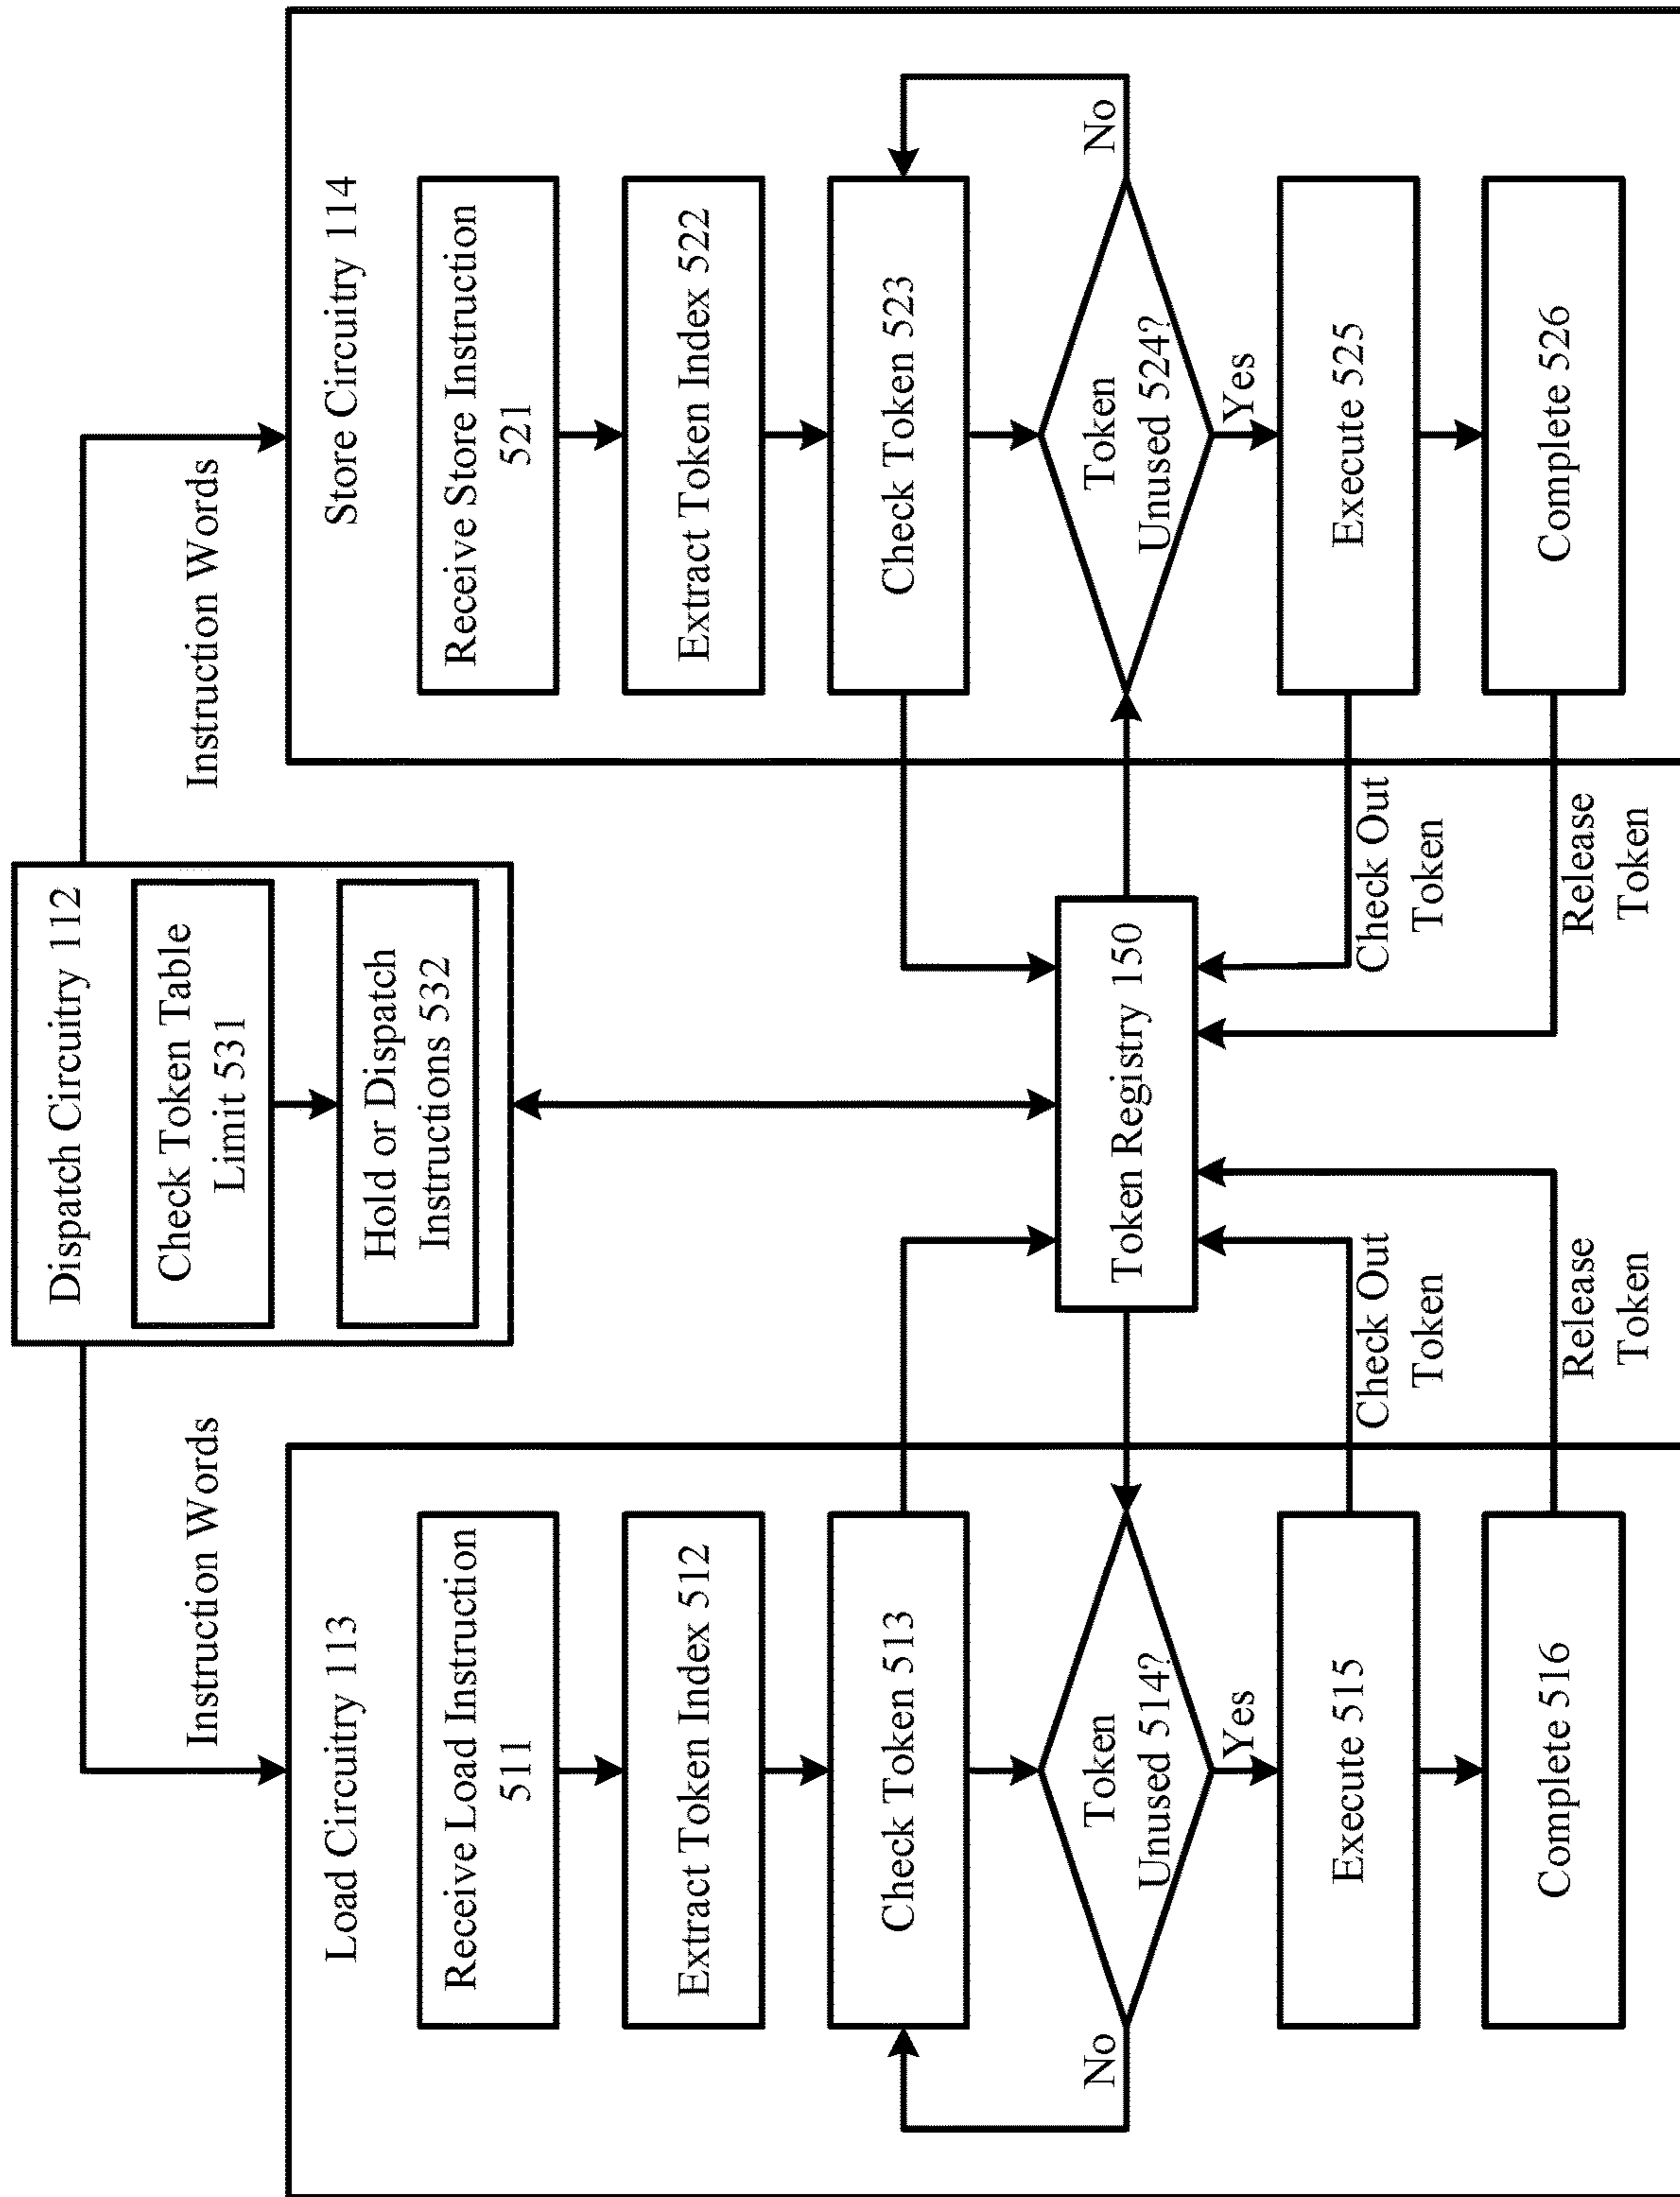 Dispatch Circuitry 112
Check Token Table
Limit 531
Hold or Dispatch
Instructions 532
Instruction Words
Instruction Words
Load Circuitry 113
Receive Load Instruction
511
Extract Token Index 512
Check Token 513
No
Token
Unused 514?
Yes
Execute 515
Complete 516
Token Registry 150
Check Out
Token
Release
Token
Check Out
Token
Release
Token
Store Circuitry 114
Receive Store Instruction
521
Extract Token Index 522
Check Token 523
No
Token
Unused 524?
Yes
Execute 525
Complete 526